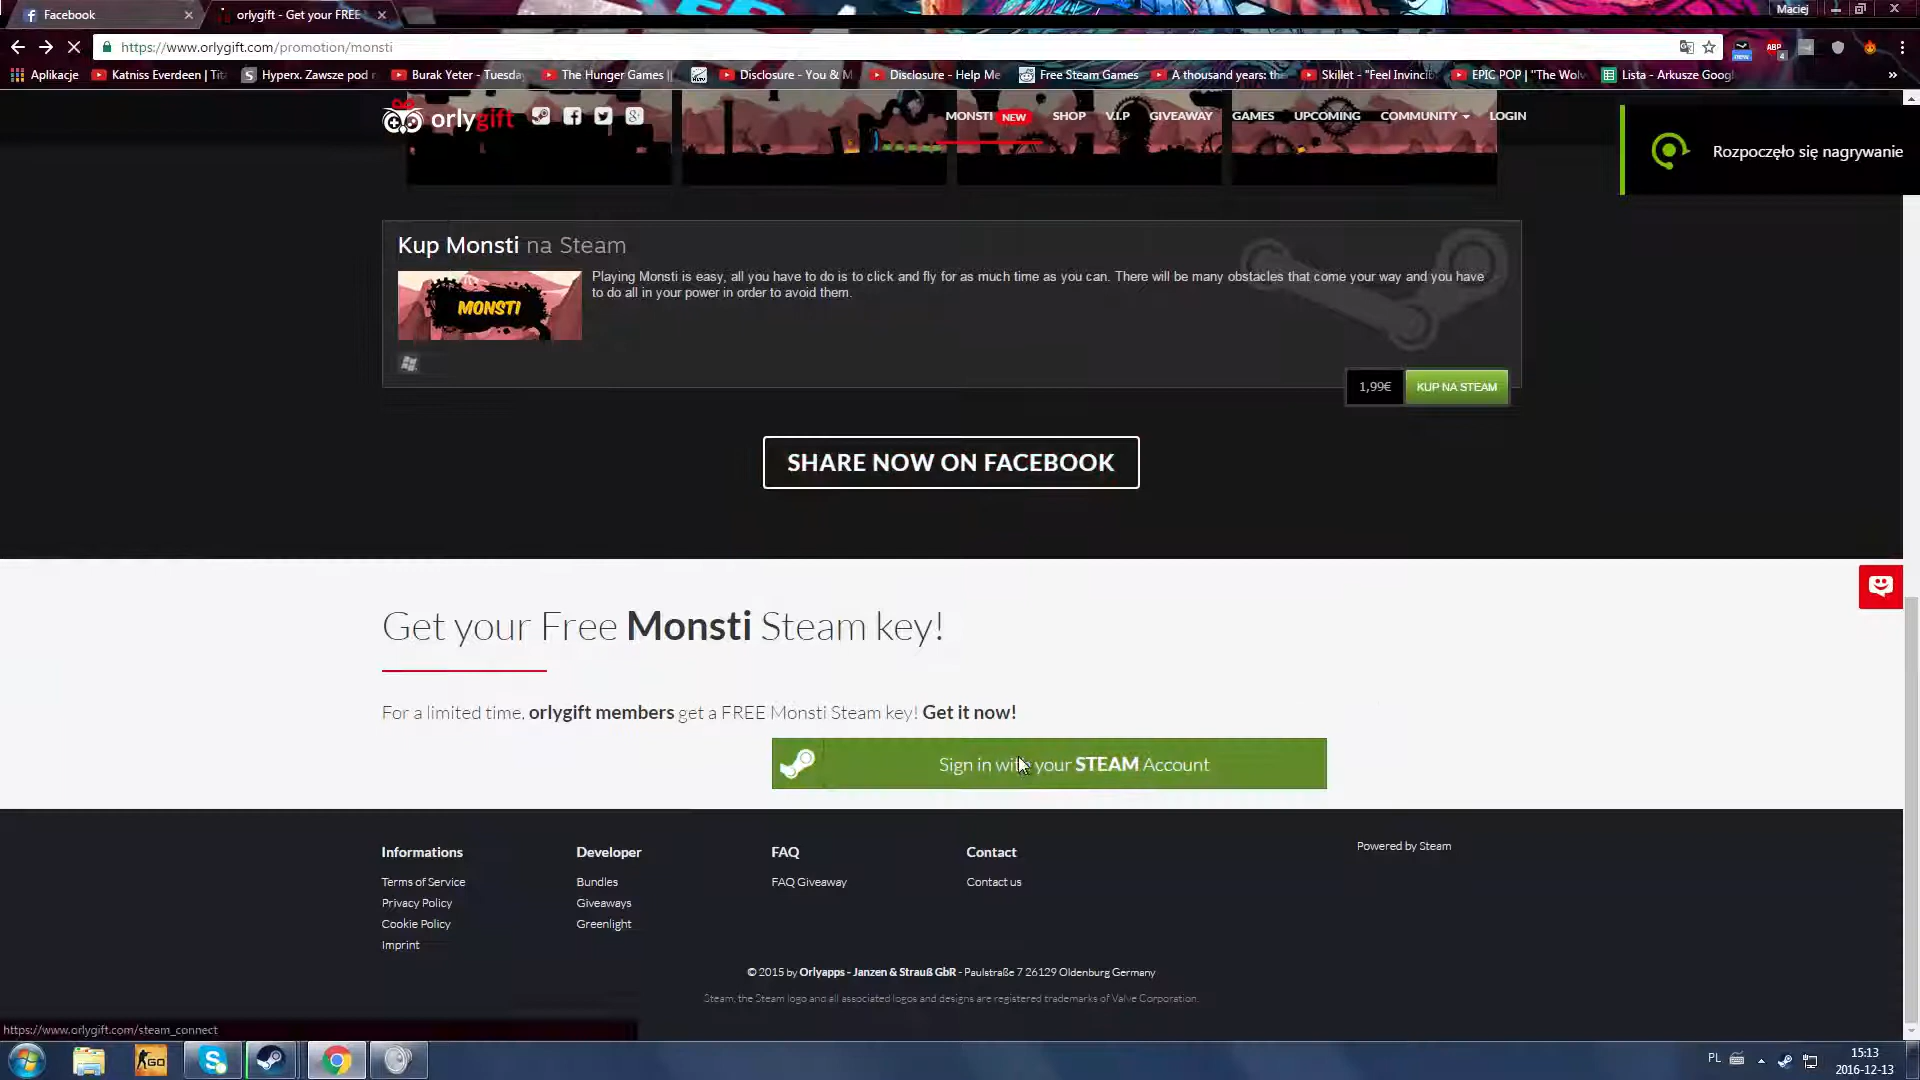 Facebook
orlygift - Get your FREE
Maciej
https://www.orlygift.com/promotion/monsti
Aplikacje
Katniss Everdeen | Tit
Hyperx. Zawsze pod
Burak Yeter - Tuesda
The Hunger Games ||
Disclosure - You & M
Disclosure - Help Me
Free Steam Games
A thousand years: th
Skillet - "Feel Invincib
EPIC POP | "The Wolv
Lista - Arkusze Goog
»
ABP
4
new
orlygift
MONSTI NEW SHOP V.I.P GIVEAWAY GAMES UPCOMING COMMUNITY LOGIN
Rozpoczęło się nagrywanie
Kup Monsti na Steam
MONSTI
Playing Monsti is easy, all you have to do is to click and fly for as much time as you can. There will be many obstacles that come your way and you have
to do all in your power in order to avoid them.
1,99€ KUP NA STEAM
SHARE NOW ON FACEBOOK
Get your Free Monsti Steam key!
For a limited time, orlygift members get a FREE Monsti Steam key! Get it now!
Sign in with your STEAM Account
Informations
Terms of Service
Privacy Policy
Cookie Policy
Imprint
Developer
Bundles
Giveaways
Greenlight
FAQ
FAQ Giveaway
Contact
Contact us
Powered by Steam
© 2015 by Orlyapps - Janzen & Strauß GbR - Paulstraße 7 26129 Oldenburg Germany
Steam, the Steam logo and all associated logos and designs are registered trademarks of Valve Corporation.
https://www.orlygift.com/steam_connect
GO
PL
15:13
2016-12-13